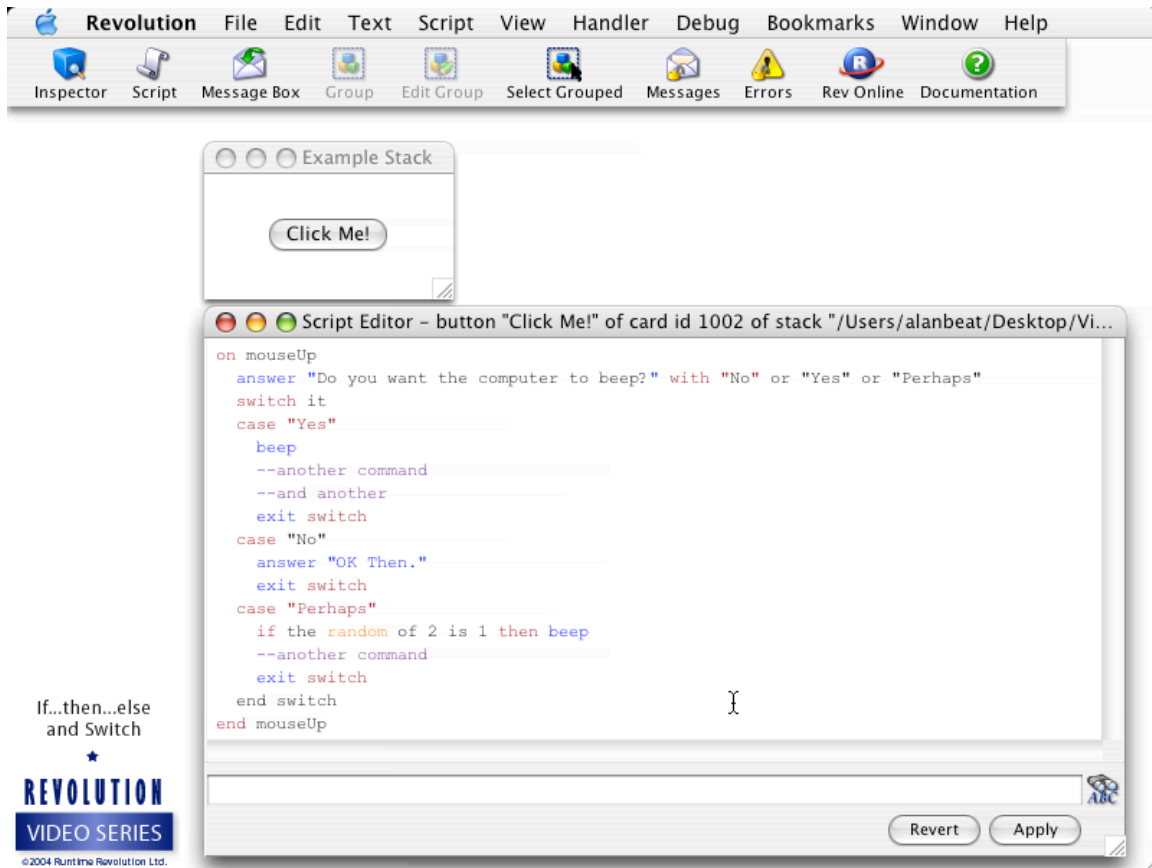 Revolution File Edit Text Script View Handler Debug Bookmarks Window Help
Inspector Script Message Box Group Edit Group Select Grouped Messages Errors Rev Online Documentation
Example Stack
Click Me!
Script Editor – button "Click Me!" of card id 1002 of stack "/Users/alanbeat/Desktop/Vi...
on mouseUp
answer "Do you want the computer to beep?" with "No" or "Yes" or "Perhaps"
switch it
case "Yes"
beep
--another command
--and another
exit switch
case "No"
answer "OK Then."
exit switch
case "Perhaps"
if the random of 2 is 1 then beep
--another command
exit switch
end switch
end mouseUp
ABC
Revert Apply
If...then...else
and Switch
REVOLUTION
VIDEO SERIES
©2004 Runtime Revolution Ltd.